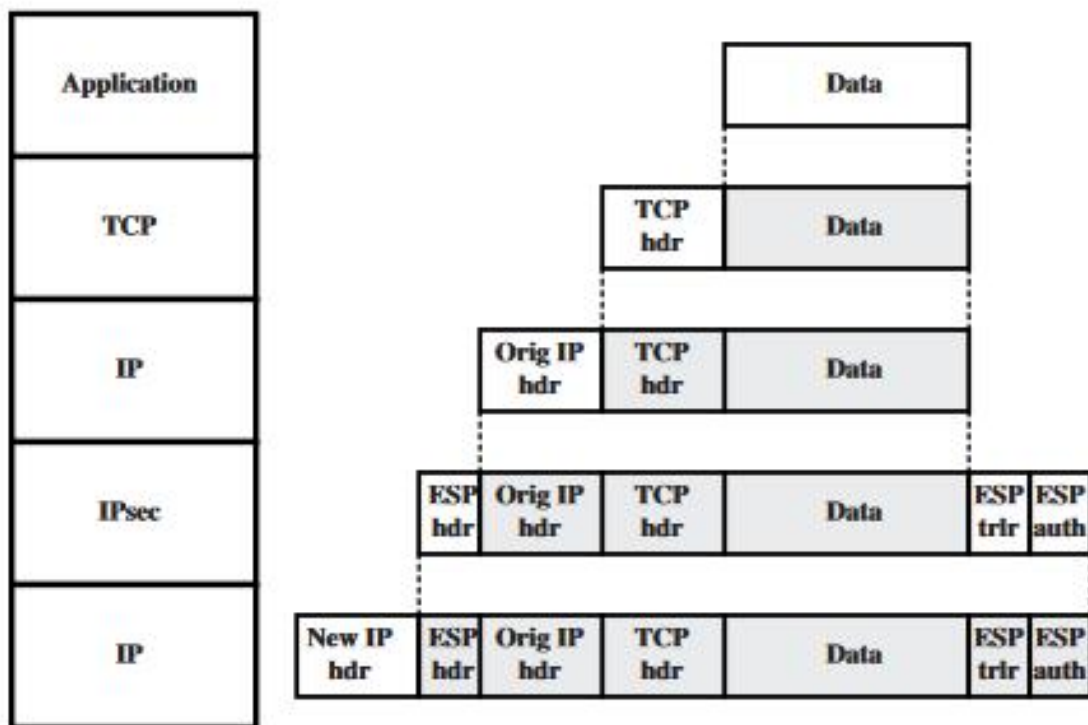 Application
Data
TCP
TCP
hdr
Data
IP
Orig IP
hdr
TCP
hdr
Data
IPsec
ESP
hdr
Orig IP
hdr
TCP
hdr
Data
ESP
trlr
ESP
auth
IP
New IP
hdr
ESP
hdr
Orig IP
hdr
TCP
hdr
Data
ESP
trlr
ESP
auth